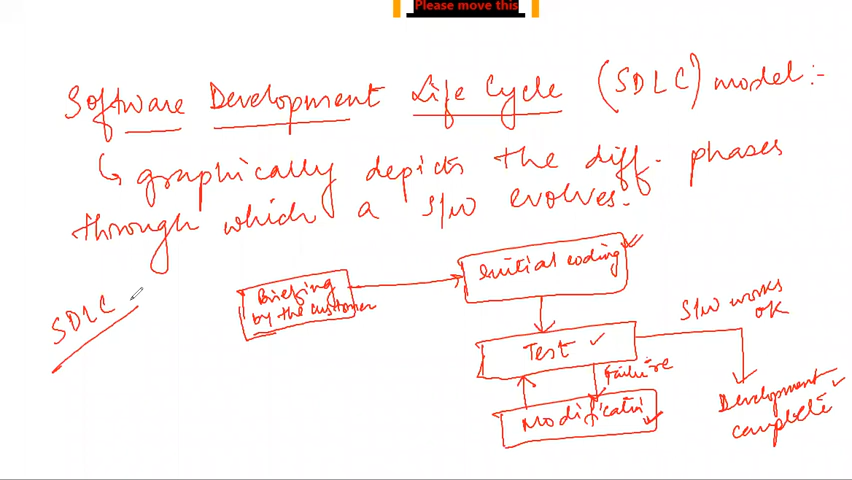 Please move this
Software Development Life Cycle (SDLC) model :-
↳ graphically depicts the diff. phases
through which a S/W evolves.
SDLC
Briefing
by the customer
Initial coding
Test
Failure
Modificatin
S/W works
OK
Development
complete